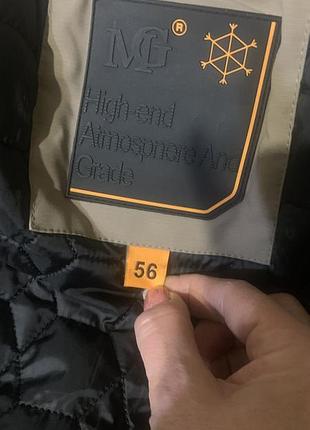 MG®
High-end
Atmosphere And
Grade
56